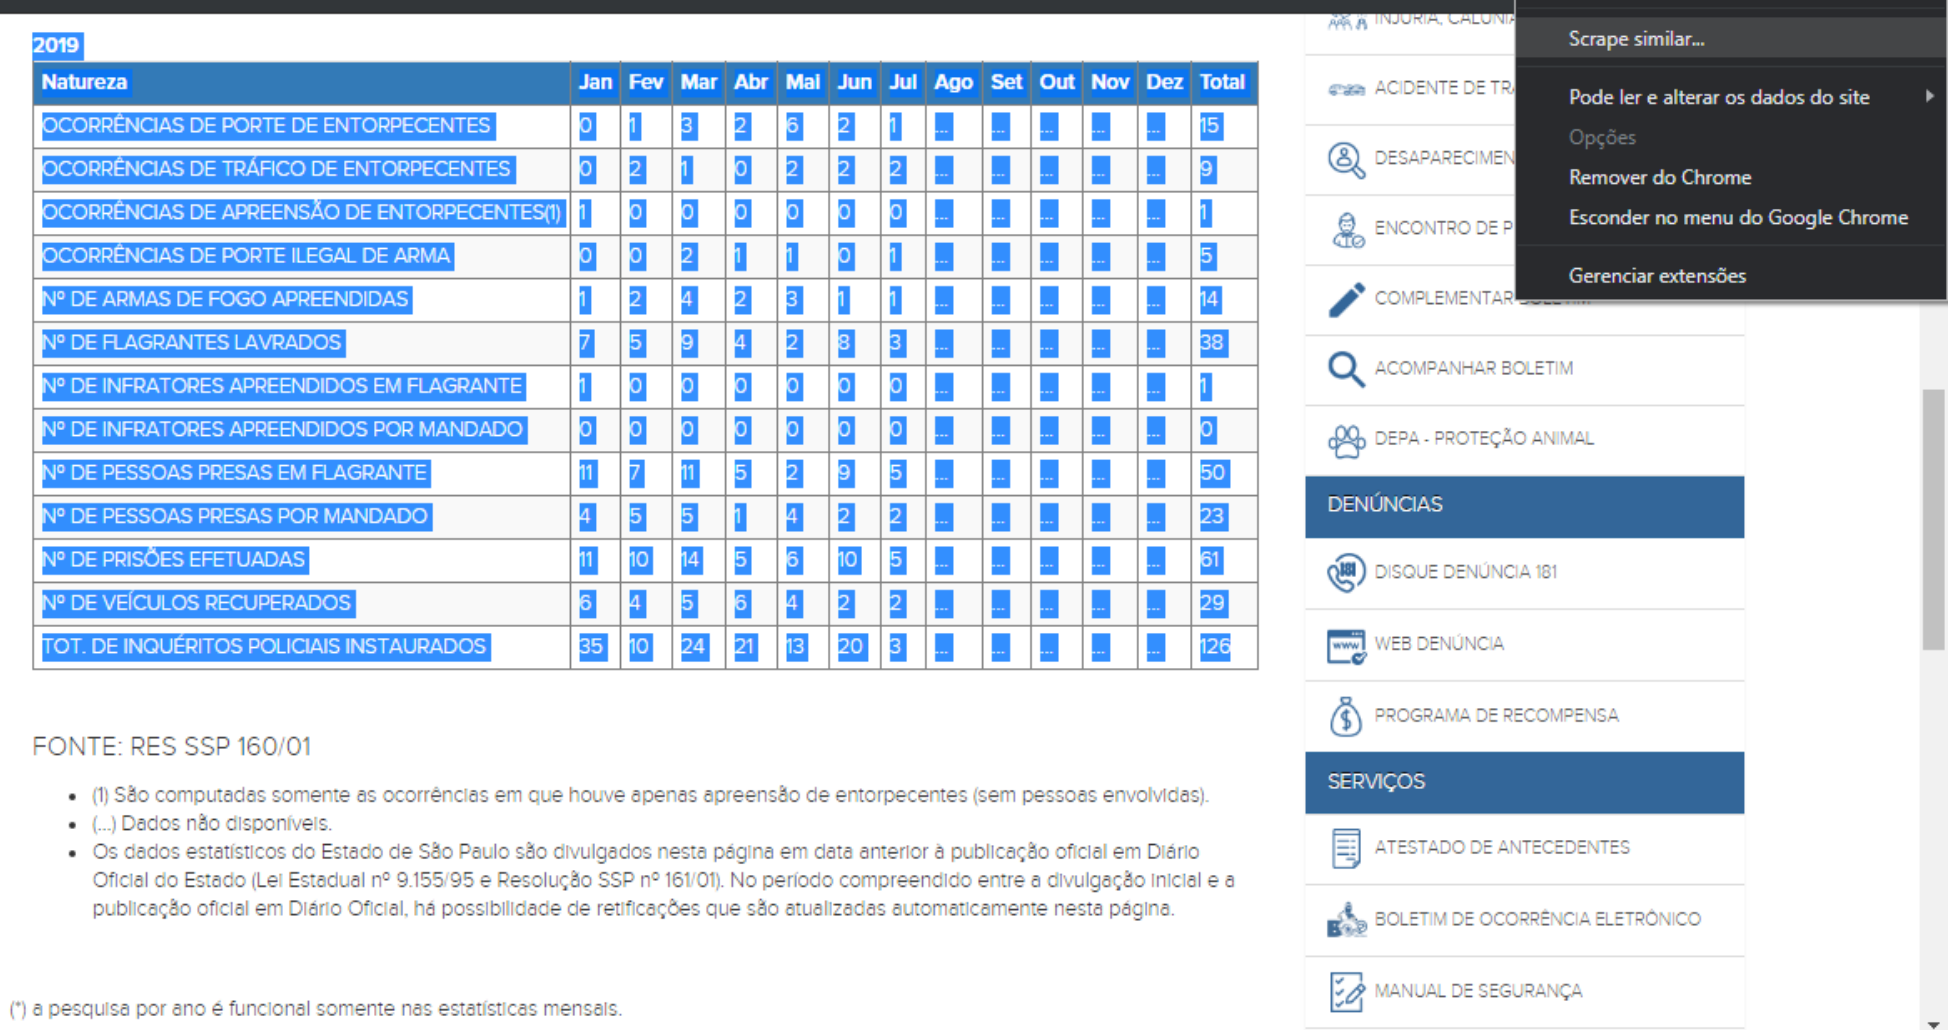 2019
Natureza Jan Fev Mar Abr Mai Jun Jul Ago Set Out Nov Dez Total
OCORRÊNCIAS DE PORTE DE ENTORPECENTES 0 1 3 2 6 2 1 ... ... ... ... ... 15
OCORRÊNCIAS DE TRÁFICO DE ENTORPECENTES 0 2 1 0 2 2 2 ... ... ... ... ... 9
OCORRÊNCIAS DE APREENSÃO DE ENTORPECENTES(1) 1 0 0 0 0 0 0 ... ... ... ... ... 1
OCORRÊNCIAS DE PORTE ILEGAL DE ARMA 0 0 2 1 1 0 1 ... ... ... ... ... 5
Nº DE ARMAS DE FOGO APREENDIDAS 1 2 4 2 3 1 1 ... ... ... ... ... 14
Nº DE FLAGRANTES LAVRADOS 7 5 9 4 2 8 3 ... ... ... ... ... 38
Nº DE INFRATORES APREENDIDOS EM FLAGRANTE 1 0 0 0 0 0 0 ... ... ... ... ... 1
Nº DE INFRATORES APREENDIDOS POR MANDADO 0 0 0 0 0 0 0 ... ... ... ... ... 0
Nº DE PESSOAS PRESAS EM FLAGRANTE 11 7 11 5 2 9 5 ... ... ... ... ... 50
Nº DE PESSOAS PRESAS POR MANDADO 4 5 5 1 4 2 2 ... ... ... ... ... 23
Nº DE PRISÕES EFETUADAS 11 10 14 5 6 10 5 ... ... ... ... ... 61
Nº DE VEÍCULOS RECUPERADOS 6 4 5 6 4 2 2 ... ... ... ... ... 29
TOT. DE INQUÉRITOS POLICIAIS INSTAURADOS 35 10 24 21 13 20 3 ... ... ... ... ... 126
FONTE: RES SSP 160/01
• (1) São computadas somente as ocorrências em que houve apenas apreensão de entorpecentes (sem pessoas envolvidas).
• (...) Dados não disponíveis.
• Os dados estatísticos do Estado de São Paulo são divulgados nesta página em data anterior à publicação oficial em Diário
Oficial do Estado (Lei Estadual nº 9.155/95 e Resolução SSP nº 161/01). No período compreendido entre a divulgação inicial e a
publicação oficial em Diário Oficial, há possibilidade de retificações que são atualizadas automaticamente nesta página.
(*) a pesquisa por ano é funcional somente nas estatísticas mensais.
INJÚRIA, CALÚNIA
ACIDENTE DE TR
DESAPARECIMEN
ENCONTRO DE P
COMPLEMENTAR
ACOMPANHAR BOLETIM
DEPA - PROTEÇÃO ANIMAL
DENÚNCIAS
181
DISQUE DENÚNCIA 181
www
WEB DENÚNCIA
$
PROGRAMA DE RECOMPENSA
SERVIÇOS
ATESTADO DE ANTECEDENTES
BOLETIM DE OCORRÊNCIA ELETRÔNICO
MANUAL DE SEGURANÇA
Scrape similar...
Pode ler e alterar os dados do site
Opções
Remover do Chrome
Esconder no menu do Google Chrome
Gerenciar extensões